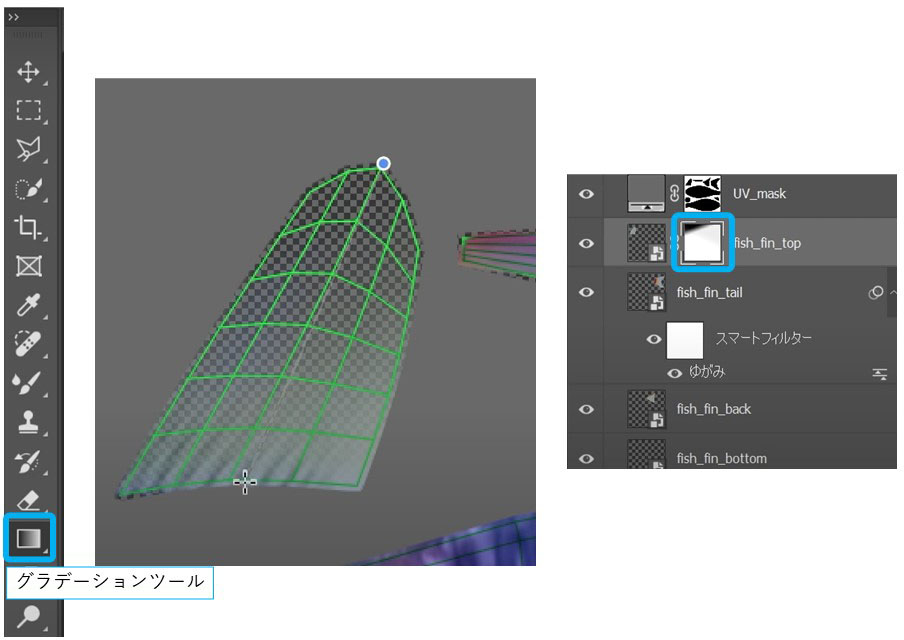 グラデーションツール
UV_mask
fish_fin_top
fish_fin_tail
スマートフィルター
ゆがみ
fish_fin_back
fish_fin_bottom